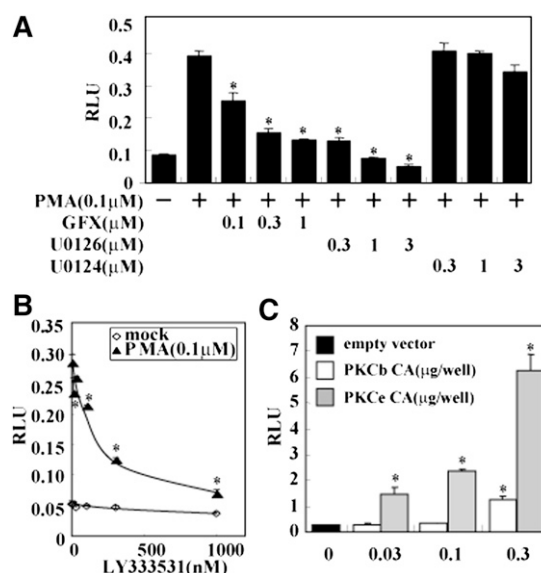 A
RLU
0.5
0.4
0.3
0.2
0.1
0
* * * * * *
PMA(0.1μM) − + + + + + + + + + +
GFX(μM) 0.1 0.3 1
U0126(μM) 0.3 1 3
U0124(μM) 0.3 1 3
B
RLU
0.35
0.30
0.25
0.20
0.15
0.10
0.05
0
mock
PMA(0.1μM)
* * * *
0 500 1000
LY333531(nM)
C
RLU
8
7
6
5
4
3
2
1
0
empty vector
PKCb CA(μg/well)
PKCe CA(μg/well)
* * * *
0 0.03 0.1 0.3